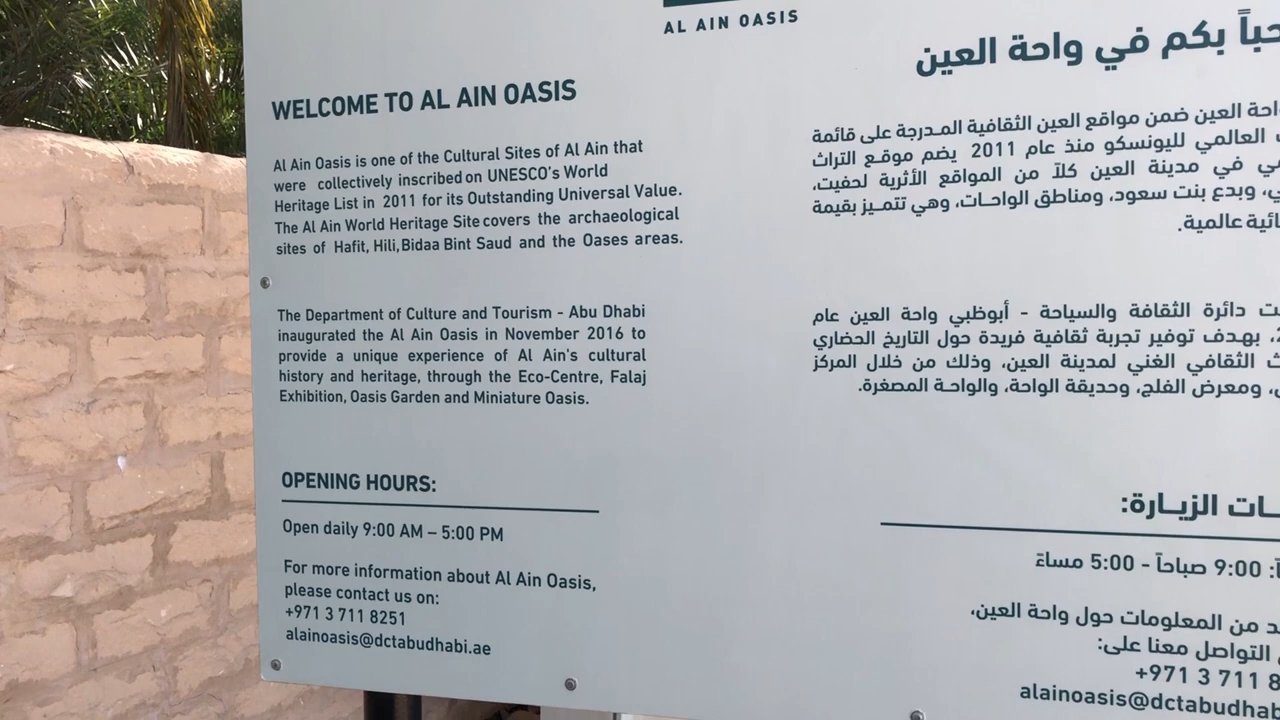 AL AIN OASIS
WELCOME TO AL AIN OASIS
Al Ain Oasis is one of the Cultural Sites of Al Ain that
were collectively inscribed on UNESCO's World
Heritage List in 2011 for its Outstanding Universal Value.
The Al Ain World Heritage Site covers the archaeological
sites of Hafit, Hili, Bidaa Bint Saud and the Oases areas.
The Department of Culture and Tourism - Abu Dhabi
inaugurated the Al Ain Oasis in November 2016 to
provide a unique experience of Al Ain's cultural
history and heritage, through the Eco-Centre, Falaj
Exhibition, Oasis Garden and Miniature Oasis.
OPENING HOURS:
Open daily 9:00 AM – 5:00 PM
For more information about Al Ain Oasis,
please contact us on:
+971 3 711 8251
alainoasis@dctabudhabi.ae
بكم في واحة العين
العين ضمن مواقع العين الثقافية المـدرجة على قائمة
العالمي لليونسكو منذ عام 2011 يضم موقـع التراث
في مدينة العين كلاً من المواقع الأثرية لحفيت،
وبدع بنت سعود، ومناطق الواحـات، وهي تتمـيز بقيمة
عالمية.
دائرة الثقافة والسياحة - أبوظبي واحة العين عام
بهـدف توفير تجربة ثقافية فريدة حول التاريخ الحضاري
الثقافي الغني لمدينة العين، وذلك من خلال المركز
ومعرض الفلج، وحديقة الواحة، والواحـة المصغرة.
الزيـارة:
9:00 صباحاً - 5:00 مساءً
من المعلومات حول واحة العين،
التواصل معنا على:
+971 3 711
alainoasis@dctabudhab